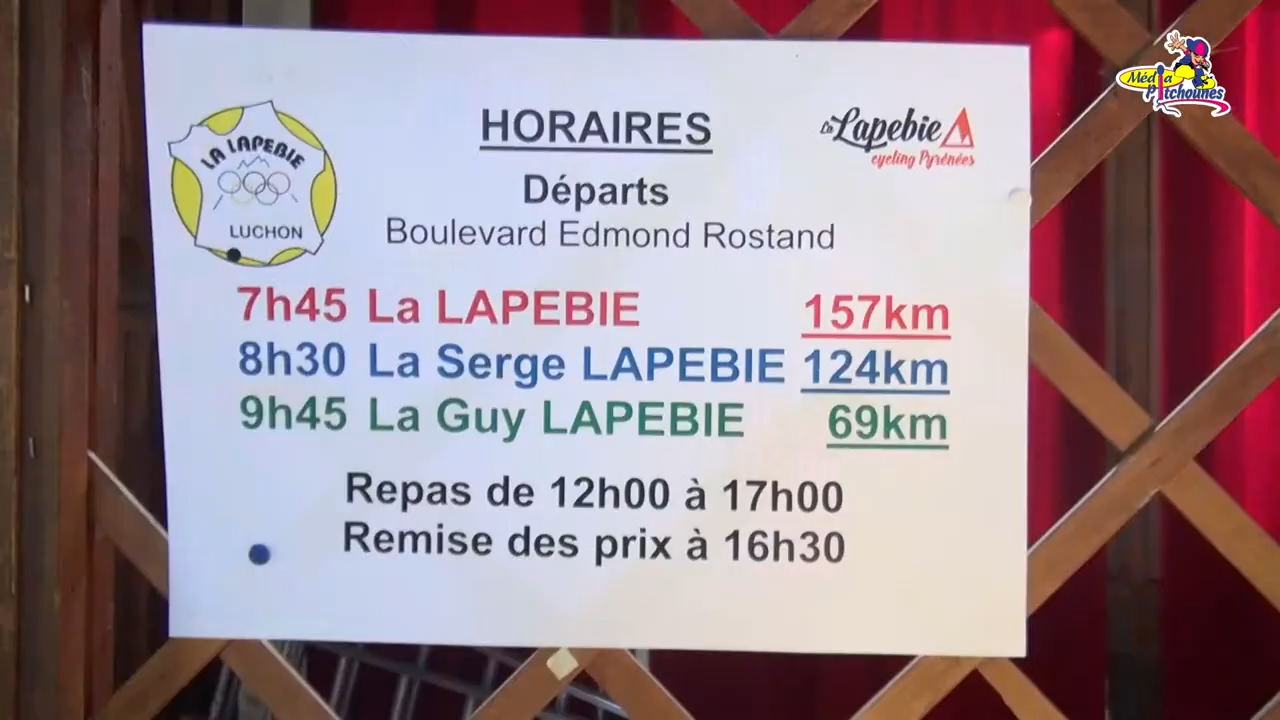 Média
Pitchounes
LA LAPEBIE
LUCHON
HORAIRES
La Lapebie
cycling Pyrénées
Départs
Boulevard Edmond Rostand
7h45 La LAPEBIE 157km
8h30 La Serge LAPEBIE 124km
9h45 La Guy LAPEBIE 69km
Repas de 12h00 à 17h00
Remise des prix à 16h30